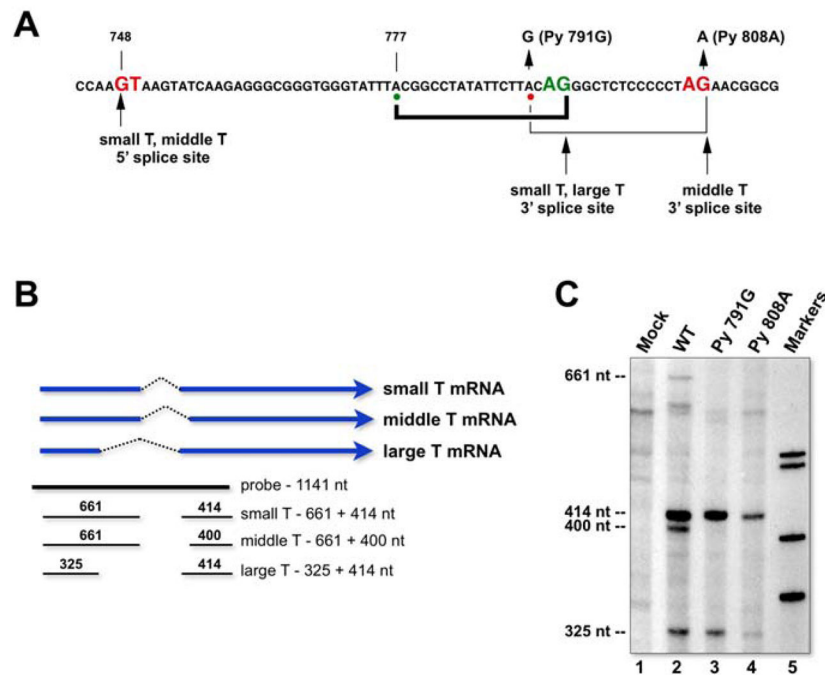 A
748
777
G (Py 791G)
A (Py 808A)
CCAAGTAAGTATCAAGAGGGCGGGTGGGTATTTACGGCCTATATTCTTACAGGGCTCTCCCCCTAGAACGGCG
small T, middle T
5' splice site
small T, large T
3' splice site
middle T
3' splice site
B
small T mRNA
middle T mRNA
large T mRNA
probe - 1141 nt
661 414 small T - 661 + 414 nt
661 400 middle T - 661 + 400 nt
325 414 large T - 325 + 414 nt
C
Mock WT Py 791G Py 808A Markers
661 nt --
414 nt --
400 nt --
325 nt --
1 2 3 4 5